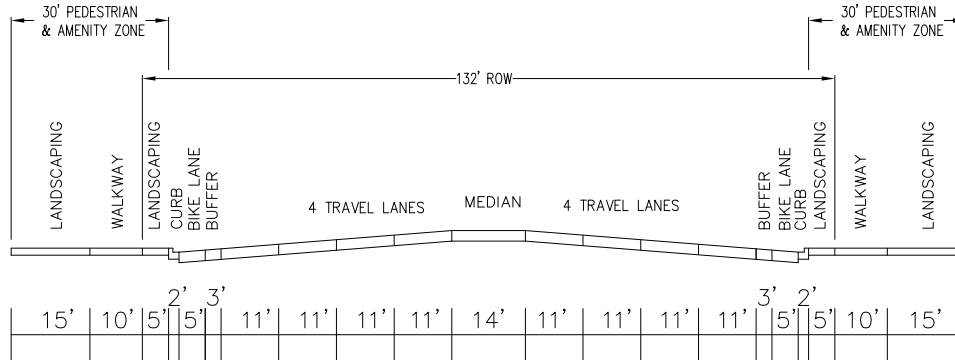 30' PEDESTRIAN
& AMENITY ZONE
30' PEDESTRIAN
& AMENITY ZONE
132' ROW
LANDSCAPING
WALKWAY
LANDSCAPING
CURB
BIKE LANE
BUFFER
4 TRAVEL LANES
MEDIAN
4 TRAVEL LANES
BUFFER
BIKE LANE
CURB
LANDSCAPING
WALKWAY
LANDSCAPING
2' 3' 3' 2'
15' 10' 5' 5' 11' 11' 11' 11' 14' 11' 11' 11' 11' 5' 5' 10' 15'